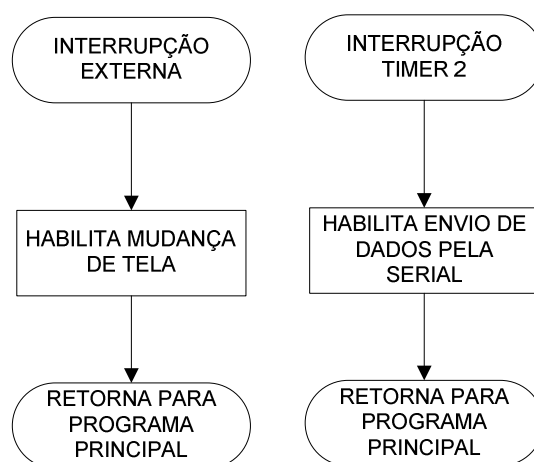 INTERRUPÇÃO
EXTERNA
HABILITA MUDANÇA
DE TELA
RETORNA PARA
PROGRAMA
PRINCIPAL
INTERRUPÇÃO
TIMER 2
HABILITA ENVIO DE
DADOS PELA
SERIAL
RETORNA PARA
PROGRAMA
PRINCIPAL